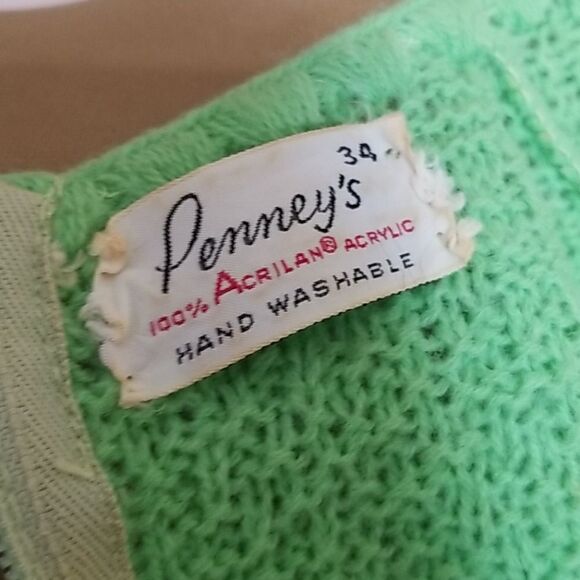 34
Penney's
100% ACRILAN® ACRYLIC
HAND WASHABLE